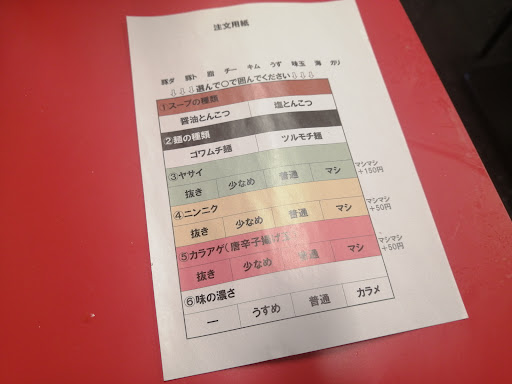 注文用紙
豚ダ 豚ト 脂 チー キム うず 味玉 海 カリ
↓↓↓選んで○で囲んでください↓↓↓
①スープの種類
醤油とんこつ 塩とんこつ
②麺の種類
ゴワムチ麺 ツルモチ麺
③ヤサイ
抜き 少なめ 普通 マシ
マシマシ
+150円
④ニンニク
抜き 少なめ 普通 マシ
マシマシ
+50円
⑤カラアゲ(唐辛子揚げ玉)
抜き 少なめ 普通 マシ
マシマシ
+50円
⑥味の濃さ
― うすめ 普通 カラメ